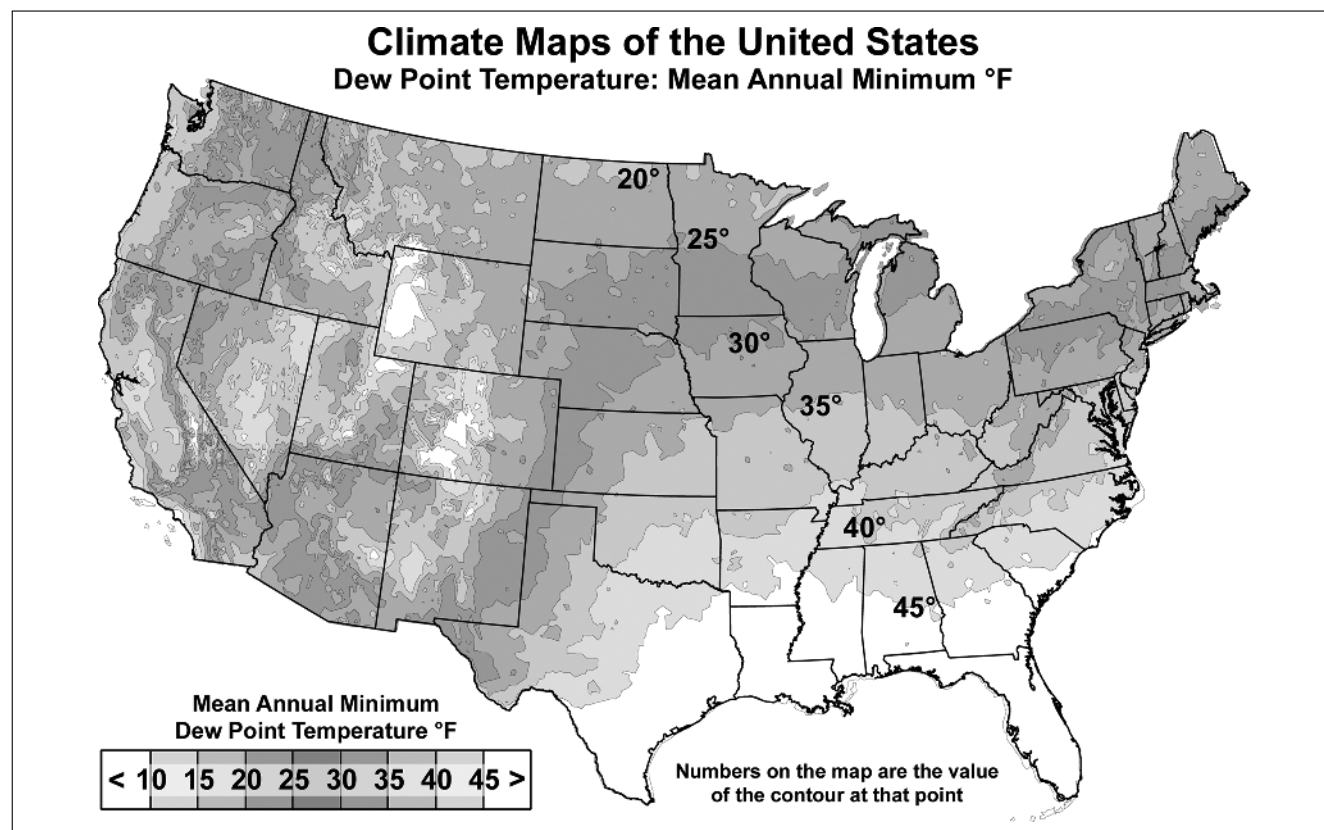 Climate Maps of the United States
Dew Point Temperature: Mean Annual Minimum °F
20°
25°
30°
35°
40°
45°
Mean Annual Minimum
Dew Point Temperature °F
< 10 15 20 25 30 35 40 45 >
Numbers on the map are the value
of the contour at that point